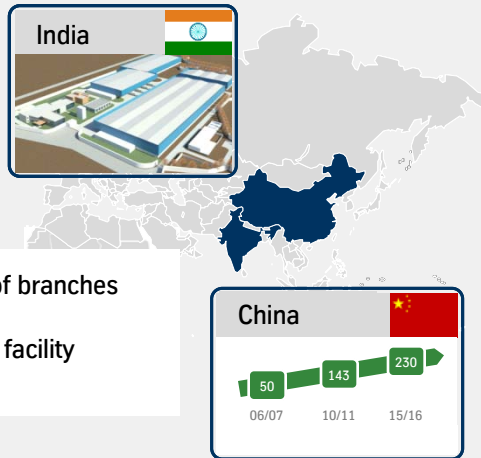 India
of branches
facility
China
50
143
230
06/07
10/11
15/16